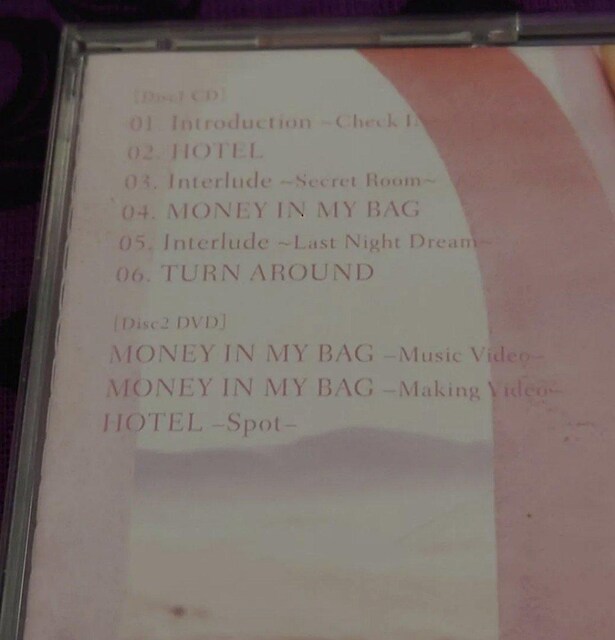 [Disc1 CD]
01. Introduction ~Check
02. HOTEL
03. Interlude ~Secret Room~
04. MONEY IN MY BAG
05. Interlude ~Last Night Dream~
06. TURN AROUND
[Disc2 DVD]
MONEY IN MY BAG –Music Video–
MONEY IN MY BAG –Making Video–
HOTEL –Spot–